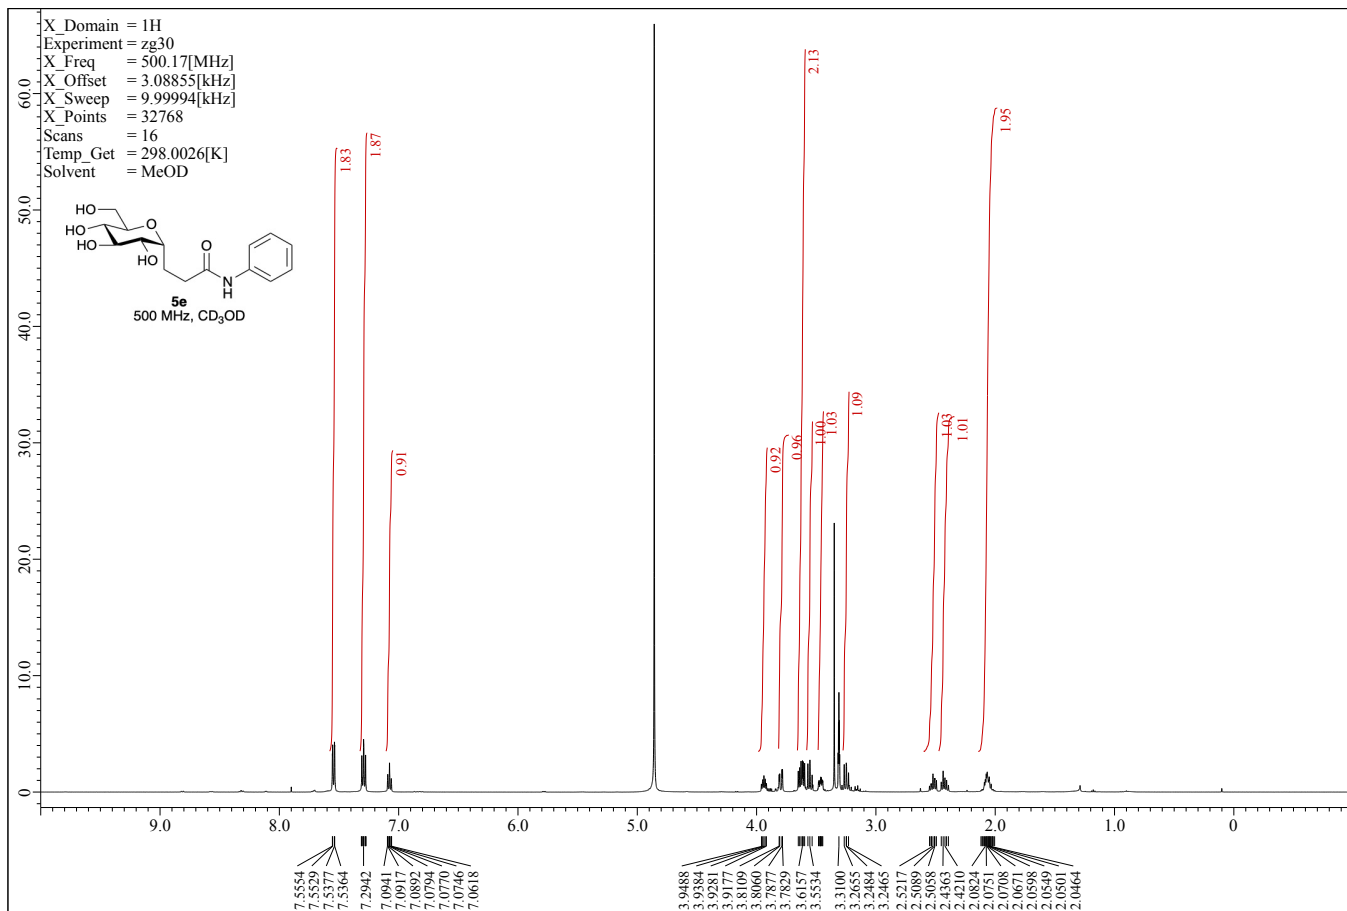 X_Domain = 1H
Experiment = zg30
X_Freq = 500.17[MHz]
X_Offset = 3.08855[kHz]
X_Sweep = 9.99994[kHz]
X_Points = 32768
Scans = 16
Temp_Get = 298.0026[K]
Solvent = MeOD
HO
O
HO
HO
HO
O
N
H
5e
500 MHz, CD3OD
60.0
50.0
40.0
30.0
20.0
10.0
0
1.83
1.87
0.91
0.92
0.96
2.13
1.00
1.03
1.09
1.03
1.01
1.95
9.0 8.0 7.0 6.0 5.0 4.0 3.0 2.0 1.0 0
7.5554
7.5529
7.5377
7.5364
7.2942
7.0941
7.0917
7.0892
7.0794
7.0770
7.0746
7.0618
3.9488
3.9384
3.9281
3.9177
3.8109
3.8060
3.7877
3.7829
3.6157
3.5534
3.3100
3.2655
3.2484
3.2465
2.5217
2.5089
2.5058
2.4363
2.4210
2.0824
2.0751
2.0708
2.0671
2.0598
2.0549
2.0501
2.0464